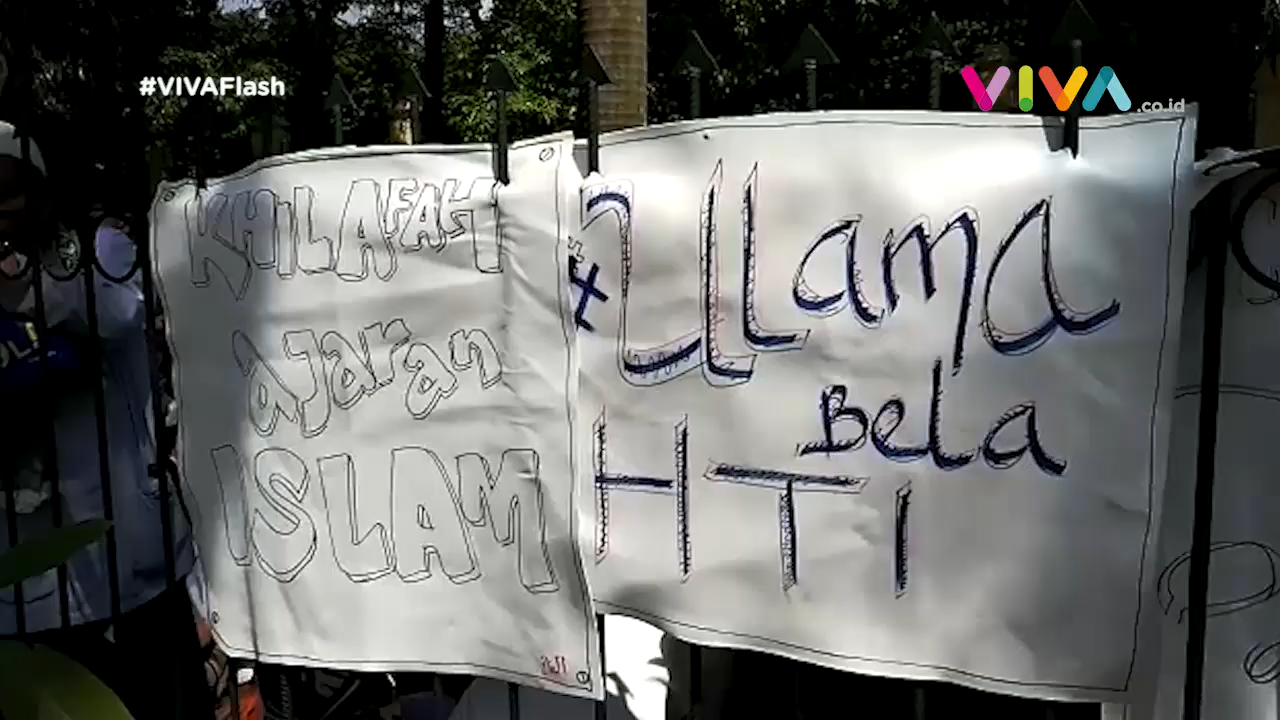 #VIVAFlash
VIVA.co.id
KHILAFAH
aJaran
ISLAM
#Ulama
Bela
HTI